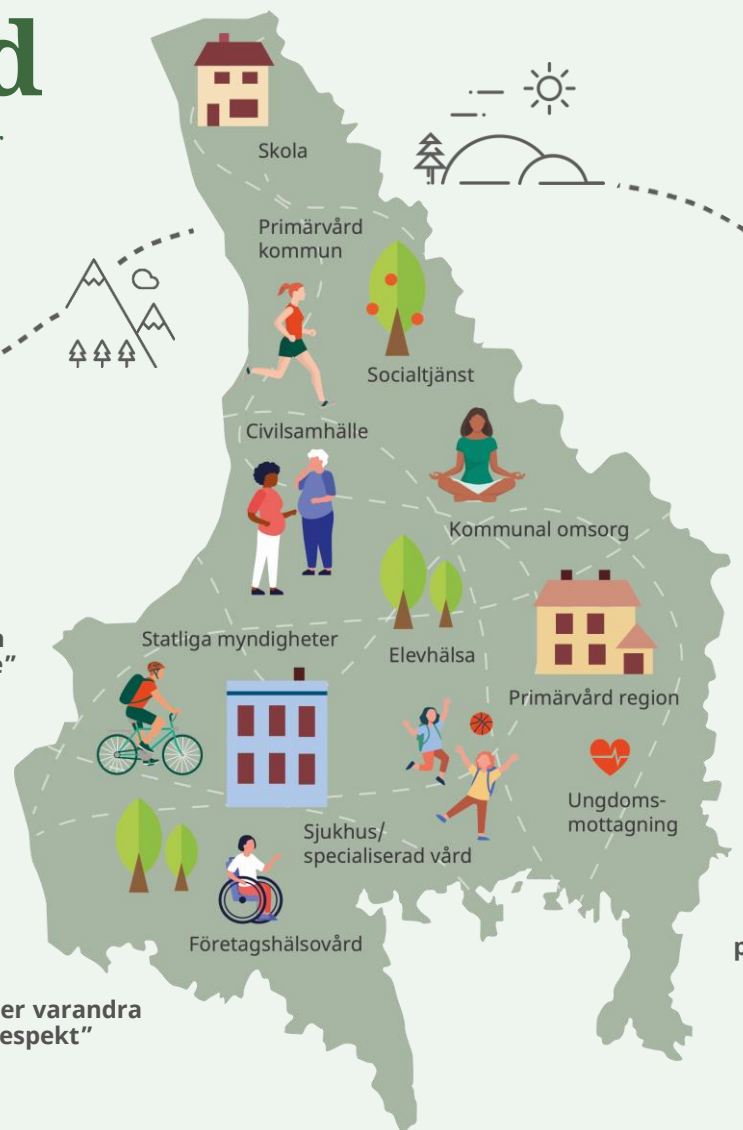 d
Skola
Primärvård
kommun
Socialtjänst
Civilsamhälle
Kommunal omsorg
Statliga myndigheter
Elevhälsa
Primärvård region
Ungdoms-
mottagning
Sjukhus/
specialiserad vård
Företagshälsovård
er varandra
espekt”